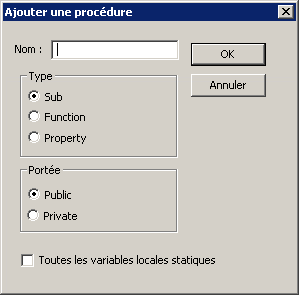 Ajouter une procédure
Nom :
OK
Annuler
Type
Sub
Function
Property
Portée
Public
Private
Toutes les variables locales statiques